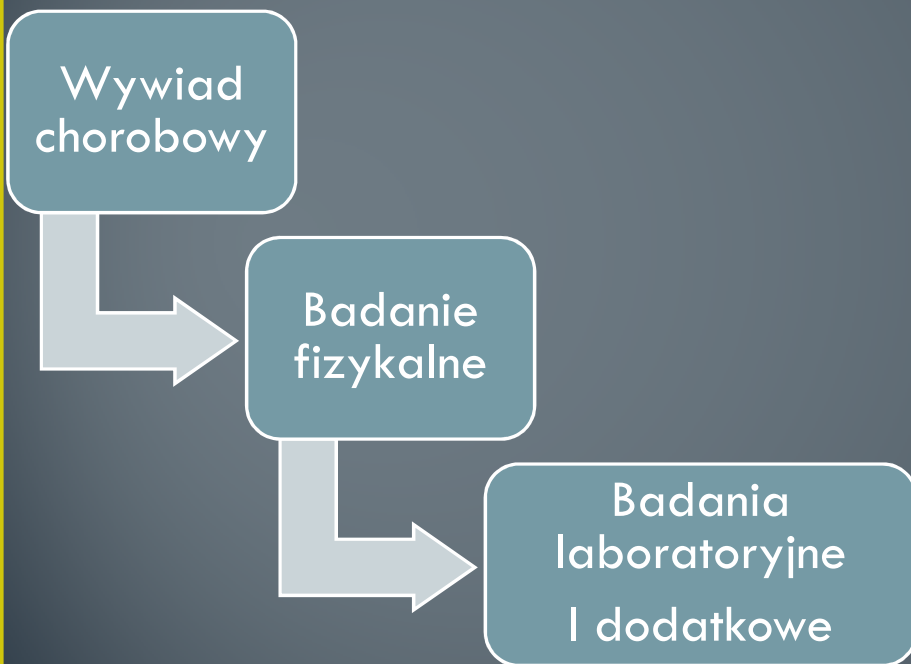 Wywiad
chorobowy
Badanie
fizykalne
Badania
laboratoryjne
I dodatkowe